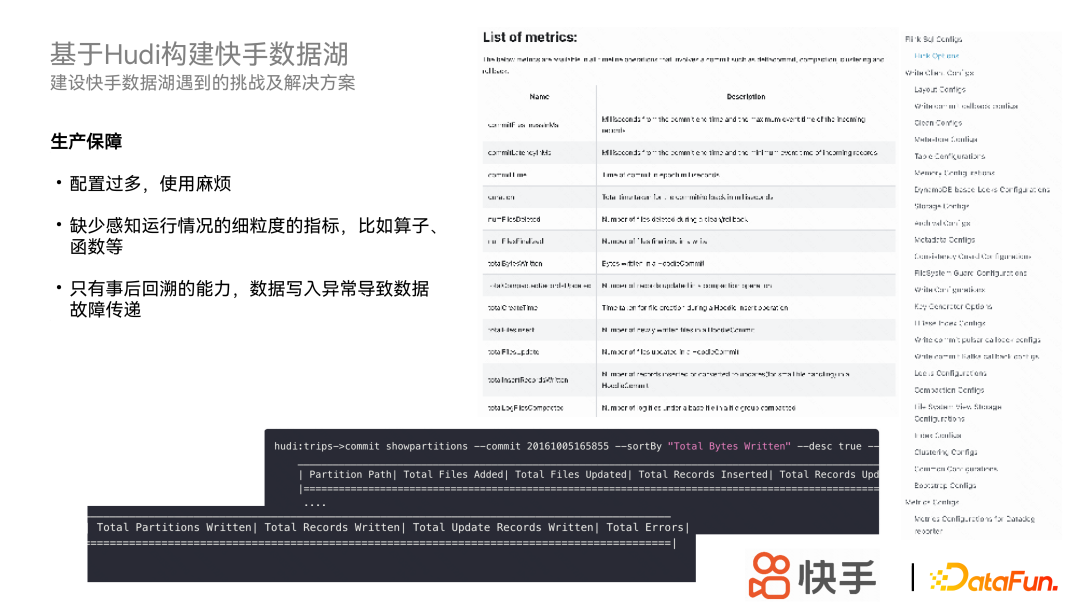 基于Hudi构建快手数据湖
建设快手数据湖遇到的挑战及解决方案
生产保障
• 配置过多，使用麻烦
• 缺少感知运行情况的细粒度的指标，比如算子、
函数等
• 只有事后回溯的能力，数据写入异常导致数据
故障传递
List of metrics:
The below metrics are available in all timeline operations that involves a commit such as deltacommit, compaction, clustering and
rollback.
Name Description
commitFreshnessInMs Milliseconds from the commit end time and the maximum event time of the incoming
records
commitLatencyInMs Milliseconds from the commit end time and the minimum event time of incoming records
commitTime Time of commit in epoch milliseconds
duration Total time taken for the commit/rollback in milliseconds
numFilesDeleted Number of files deleted during a clean/rollback
numFilesFinalized Number of files finalized in a write
totalBytesWritten Bytes written in a HoodieCommit
totalCompactedRecordsUpdated Number of records updated in a compaction operation
totalCreateTime Time taken for file creation during a Hoodie insert operation
totalFilesInsert Number of newly written files in a HoodieCommit
totalFilesUpdate Number of files updated in a HoodieCommit
totalInsertRecordsWritten Number of records inserted or converted to updates(for small file handling) in a
HoodieCommit
totalLogFilesCompacted Number of log files under a base file in a file group compacted
Flink Sql Configs
Flink Options
Write Client Configs
Layout Configs
Write commit callback configs
Clean Configs
Metastore Configs
Table Configurations
Memory Configurations
DynamoDB based Locks Configurations
Storage Configs
Archival Configs
Metadata Configs
Consistency Guard Configurations
FileSystem Guard Configurations
Write Configurations
Key Generator Options
HBase Index Configs
Write commit pulsar callback configs
Write commit Kafka callback configs
Locks Configurations
Compaction Configs
File System View Storage
Configurations
Index Configs
Clustering Configs
Common Configurations
Bootstrap Configs
Metrics Configs
Metrics Configurations for Datadog
reporter
hudi:trips->commit showpartitions --commit 20161005165855 --sortBy "Total Bytes Written" --desc true --
| Partition Path| Total Files Added| Total Files Updated| Total Records Inserted| Total Records Upd
|====================================================================
....
Total Partitions Written| Total Records Written| Total Update Records Written| Total Errors|
====================================================================|
快手 | DataFun.